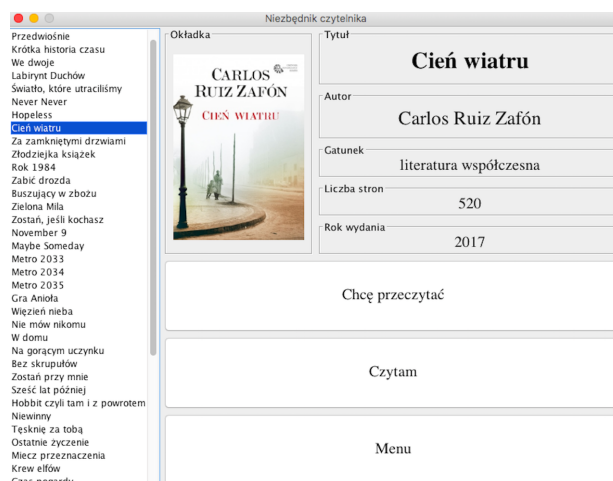 Niezbędnik czytelnika
Przedwiośnie
Krótka historia czasu
We dwoje
Labirynt Duchów
Światło, które utraciliśmy
Never Never
Hopeless
Cień wiatru
Za zamkniętymi drzwiami
Złodziejka książek
Rok 1984
Zabić drozda
Buszujący w zbożu
Zielona Mila
Zostań, jeśli kochasz
November 9
Maybe Someday
Metro 2033
Metro 2034
Metro 2035
Gra Anioła
Więzień nieba
Nie mów nikomu
W domu
Na gorącym uczynku
Bez skrupułów
Zostań przy mnie
Sześć lat później
Hobbit czyli tam i z powrotem
Niewinny
Tęsknię za tobą
Ostatnie życzenie
Miecz przeznaczenia
Krew elfów
Okładka
CARLOS
RUIZ ZAFÓN
CIEŃ WIATRU
Tytuł
Cień wiatru
Autor
Carlos Ruiz Zafón
Gatunek
literatura współczesna
Liczba stron
520
Rok wydania
2017
Chcę przeczytać
Czytam
Menu